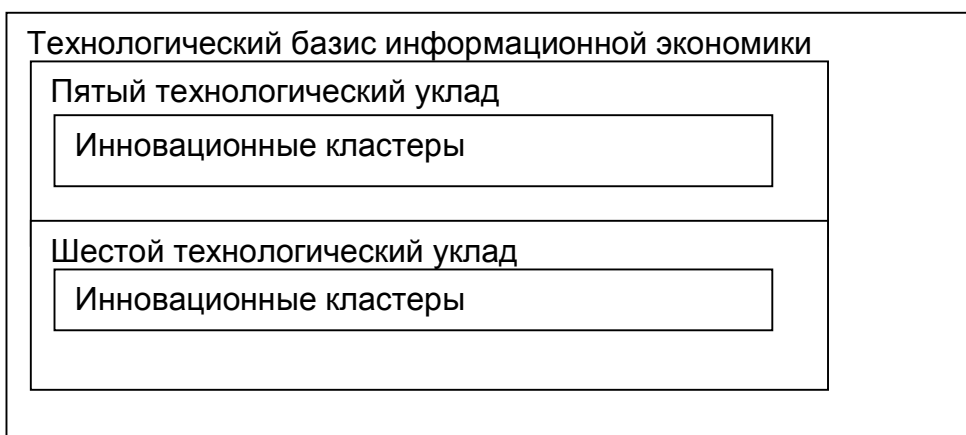 Технологический базис информационной экономики
Пятый технологический уклад
Инновационные кластеры
Шестой технологический уклад
Инновационные кластеры